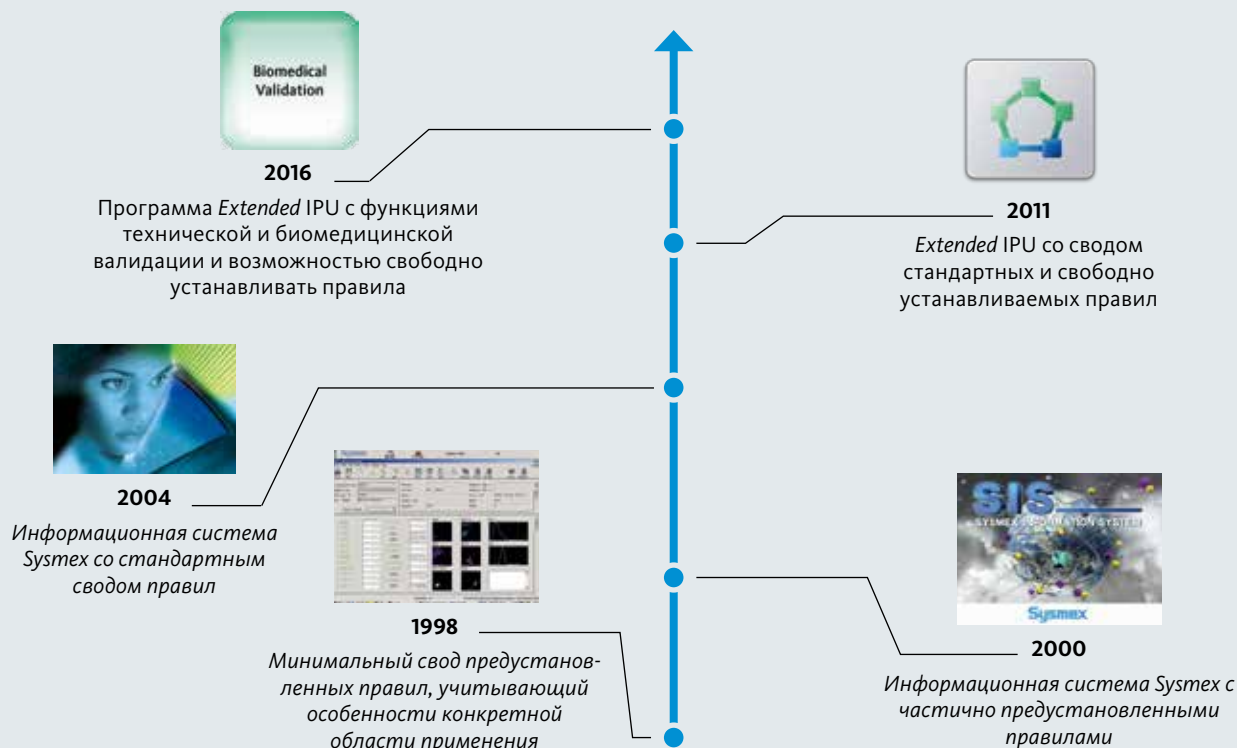 Biomedical
Validation
2016
Программа Extended IPU с функциями
технической и биомедицинской
валидации и возможностью свободно
устанавливать правила
2011
Extended IPU со сводом
стандартных и свободно
устанавливаемых правил
2004
Информационная система
Sysmex со стандартным
сводом правил
1998
Минимальный свод предустанов-
ленных правил, учитывающий
особенности конкретной
области применения
SIS
SYSMEX INFORMATION SYSTEM
Sysmex
2000
Информационная система Sysmex с
частично предустановленными
правилами